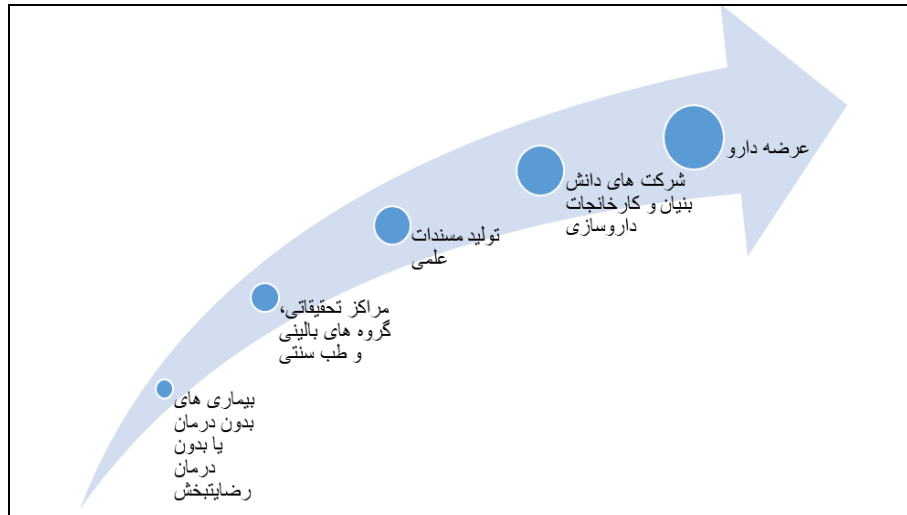 بیماری های
بدون درمان
یا بدون
درمان
رضایتبخش
مراکز تحقیقاتی،
گروه های بالینی
و طب سنتی
تولید مسندات
علمی
شرکت های دانش
بنیان و کارخانجات
داروسازی
عرضه دارو